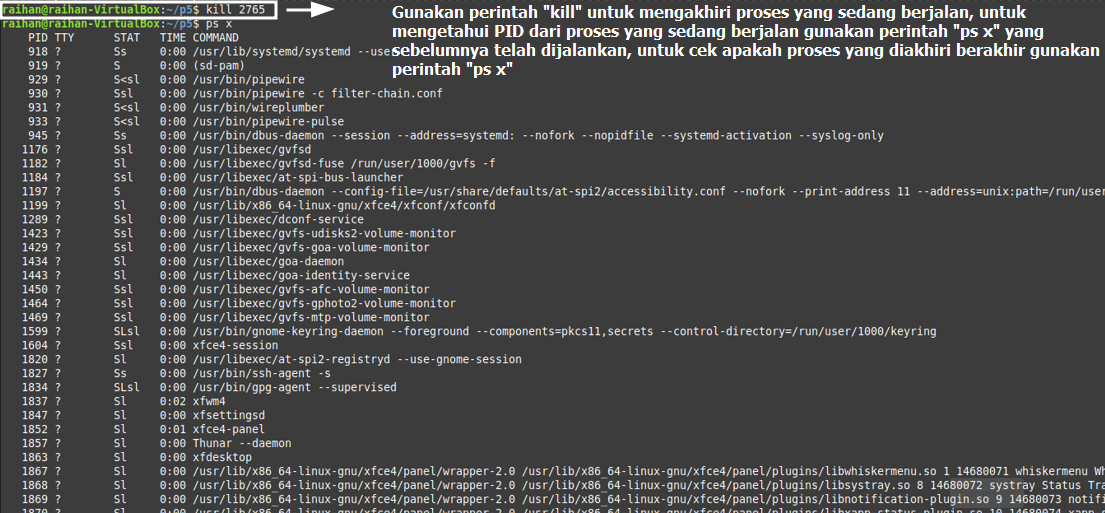 raihan@raihan-VirtualBox:~/p5$ kill 2765
Gunakan perintah "kill" untuk mengakhiri proses yang sedang berjalan, untuk
mengetahui PID dari proses yang sedang berjalan gunakan perintah "ps x" yang
sebelumnya telah dijalankan, untuk cek apakah proses yang diakhiri berakhir gunakan
perintah "ps x"
raihan@raihan-VirtualBox:~/p5$ ps x
PID TTY STAT TIME COMMAND
918 ? Ss 0:00 /usr/lib/systemd/systemd --use
919 ? S 0:00 (sd-pam)
929 ? S<sl 0:00 /usr/bin/pipewire
930 ? Ssl 0:00 /usr/bin/pipewire -c filter-chain.conf
931 ? S<sl 0:00 /usr/bin/wireplumber
933 ? S<sl 0:00 /usr/bin/pipewire-pulse
945 ? Ss 0:00 /usr/bin/dbus-daemon --session --address=systemd: --nofork --nopidfile --systemd-activation --syslog-only
1176 ? Ssl 0:00 /usr/libexec/gvfsd
1182 ? Sl 0:00 /usr/libexec/gvfsd-fuse /run/user/1000/gvfs -f
1184 ? Ssl 0:00 /usr/libexec/at-spi-bus-launcher
1197 ? S 0:00 /usr/bin/dbus-daemon --config-file=/usr/share/defaults/at-spi2/accessibility.conf --nofork --print-address 11 --address=unix:path=/run/user
1199 ? Sl 0:00 /usr/lib/x86_64-linux-gnu/xfce4/xfconf/xfconfd
1289 ? Ssl 0:00 /usr/libexec/dconf-service
1423 ? Ssl 0:00 /usr/libexec/gvfs-udisks2-volume-monitor
1429 ? Ssl 0:00 /usr/libexec/gvfs-goa-volume-monitor
1434 ? Sl 0:00 /usr/libexec/goa-daemon
1443 ? Sl 0:00 /usr/libexec/goa-identity-service
1450 ? Ssl 0:00 /usr/libexec/gvfs-afc-volume-monitor
1464 ? Ssl 0:00 /usr/libexec/gvfs-gphoto2-volume-monitor
1469 ? Ssl 0:00 /usr/libexec/gvfs-mtp-volume-monitor
1599 ? SLsl 0:00 /usr/bin/gnome-keyring-daemon --foreground --components=pkcs11,secrets --control-directory=/run/user/1000/keyring
1604 ? Ssl 0:00 xfce4-session
1820 ? Sl 0:00 /usr/libexec/at-spi2-registryd --use-gnome-session
1827 ? Ss 0:00 /usr/bin/ssh-agent -s
1834 ? SLsl 0:00 /usr/bin/gpg-agent --supervised
1837 ? Sl 0:02 xfwm4
1847 ? Sl 0:00 xfsettingsd
1852 ? Sl 0:01 xfce4-panel
1857 ? Sl 0:00 Thunar --daemon
1863 ? Sl 0:00 xfdesktop
1867 ? Sl 0:00 /usr/lib/x86_64-linux-gnu/xfce4/panel/wrapper-2.0 /usr/lib/x86_64-linux-gnu/xfce4/panel/plugins/libwhiskermenu.so 1 14680071 whiskermenu Wh
1868 ? Sl 0:00 /usr/lib/x86_64-linux-gnu/xfce4/panel/wrapper-2.0 /usr/lib/x86_64-linux-gnu/xfce4/panel/plugins/libsystray.so 8 14680072 systray Status Tra
1869 ? Sl 0:00 /usr/lib/x86_64-linux-gnu/xfce4/panel/wrapper-2.0 /usr/lib/x86_64-linux-gnu/xfce4/panel/plugins/libnotification-plugin.so 9 14680073 notifi